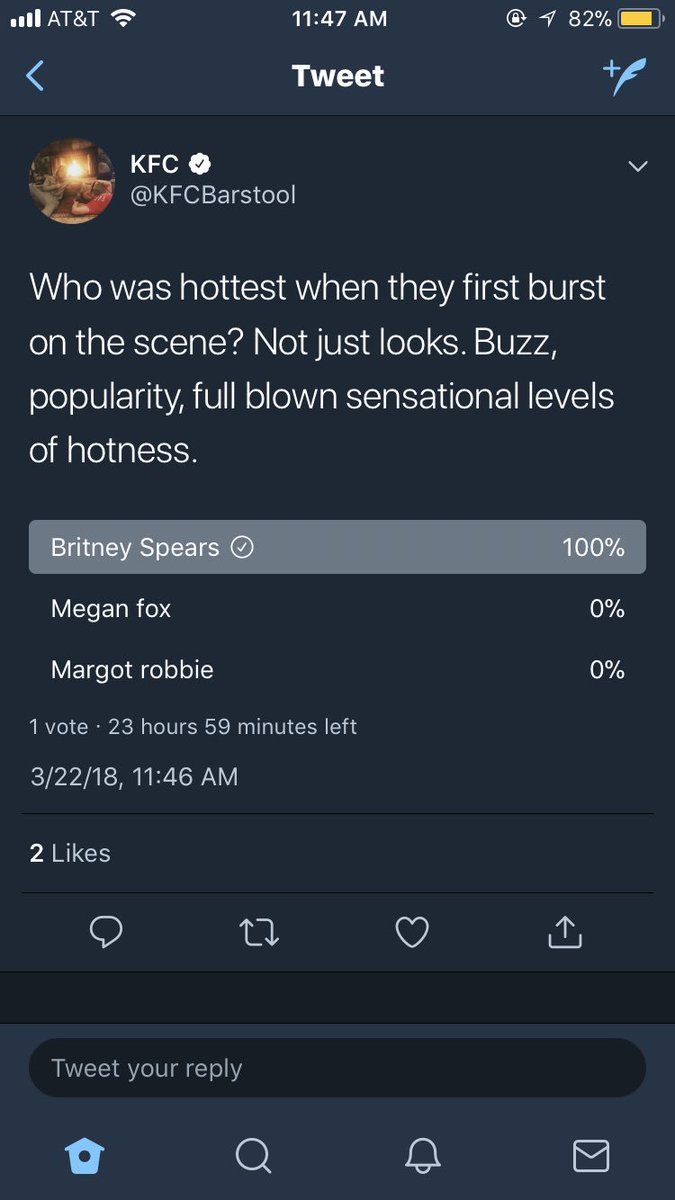 AT&T 11:47 AM 82%
Tweet
KFC
@KFCBarstool
Who was hottest when they first burst
on the scene? Not just looks. Buzz,
popularity, full blown sensational levels
of hotness.
Britney Spears 100%
Megan fox 0%
Margot robbie 0%
1 vote · 23 hours 59 minutes left
3/22/18, 11:46 AM
2 Likes
Tweet your reply